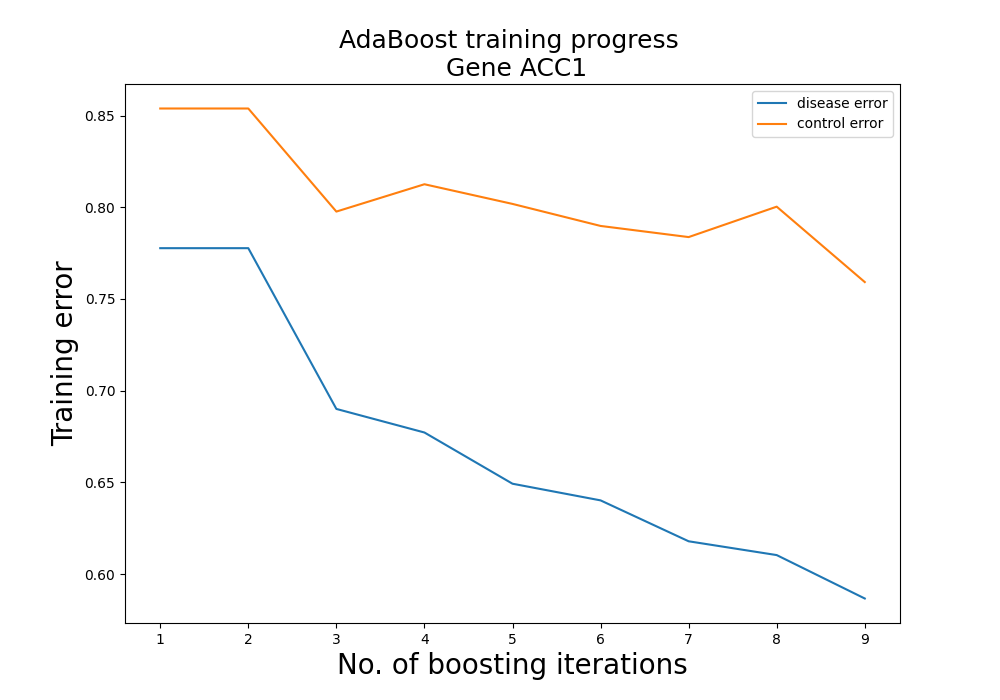 AdaBoost training progress
Gene ACC1
disease error
control error
0.85
0.80
0.75
0.70
0.65
0.60
Training error
1 2 3 4 5 6 7 8 9
No. of boosting iterations